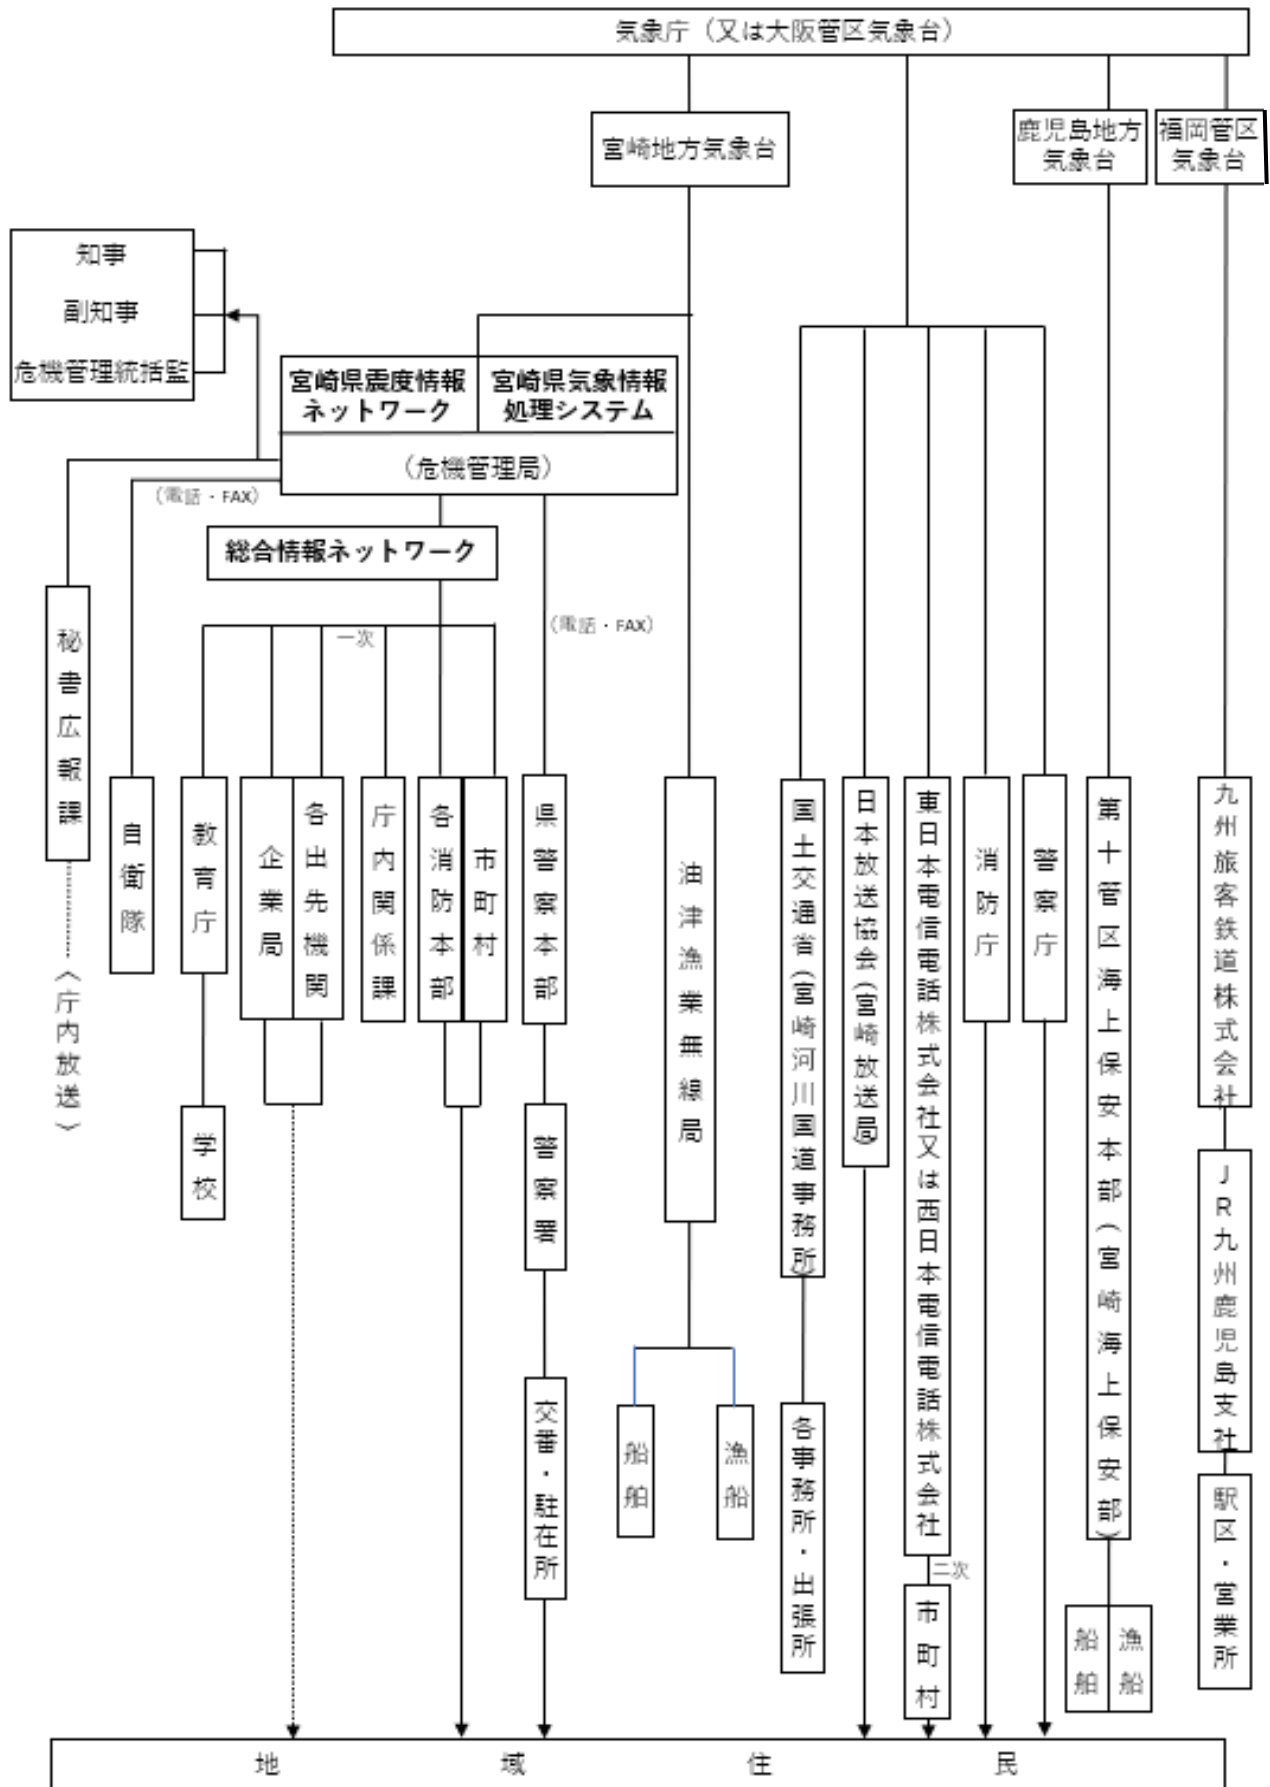 気象庁（又は大阪管区気象台）
宮崎地方気象台
鹿児島地方
気象台
福岡管区
気象台
知事
副知事
危機管理統括監
宮崎県震度情報
ネットワーク
宮崎県気象情報
処理システム
（危機管理局）
（電話・FAX）
総合情報ネットワーク
（電話・FAX）
一次
秘書広報課
〈庁内放送〉
自衛隊
教育庁
学校
企業局
各出先機関
庁内関係課
各消防本部
市町村
県警察本部
警察署
交番・駐在所
油津漁業無線局
船舶
漁船
国土交通省（宮崎河川国道事務所）
各事務所・出張所
日本放送協会（宮崎放送局）
東日本電信電話株式会社又は西日本電信電話株式会社
二次
市町村
消防庁
警察庁
第十管区海上保安本部（宮崎海上保安部）
船舶
漁船
九州旅客鉄道株式会社
JR九州鹿児島支社
駅区・営業所
地域住民